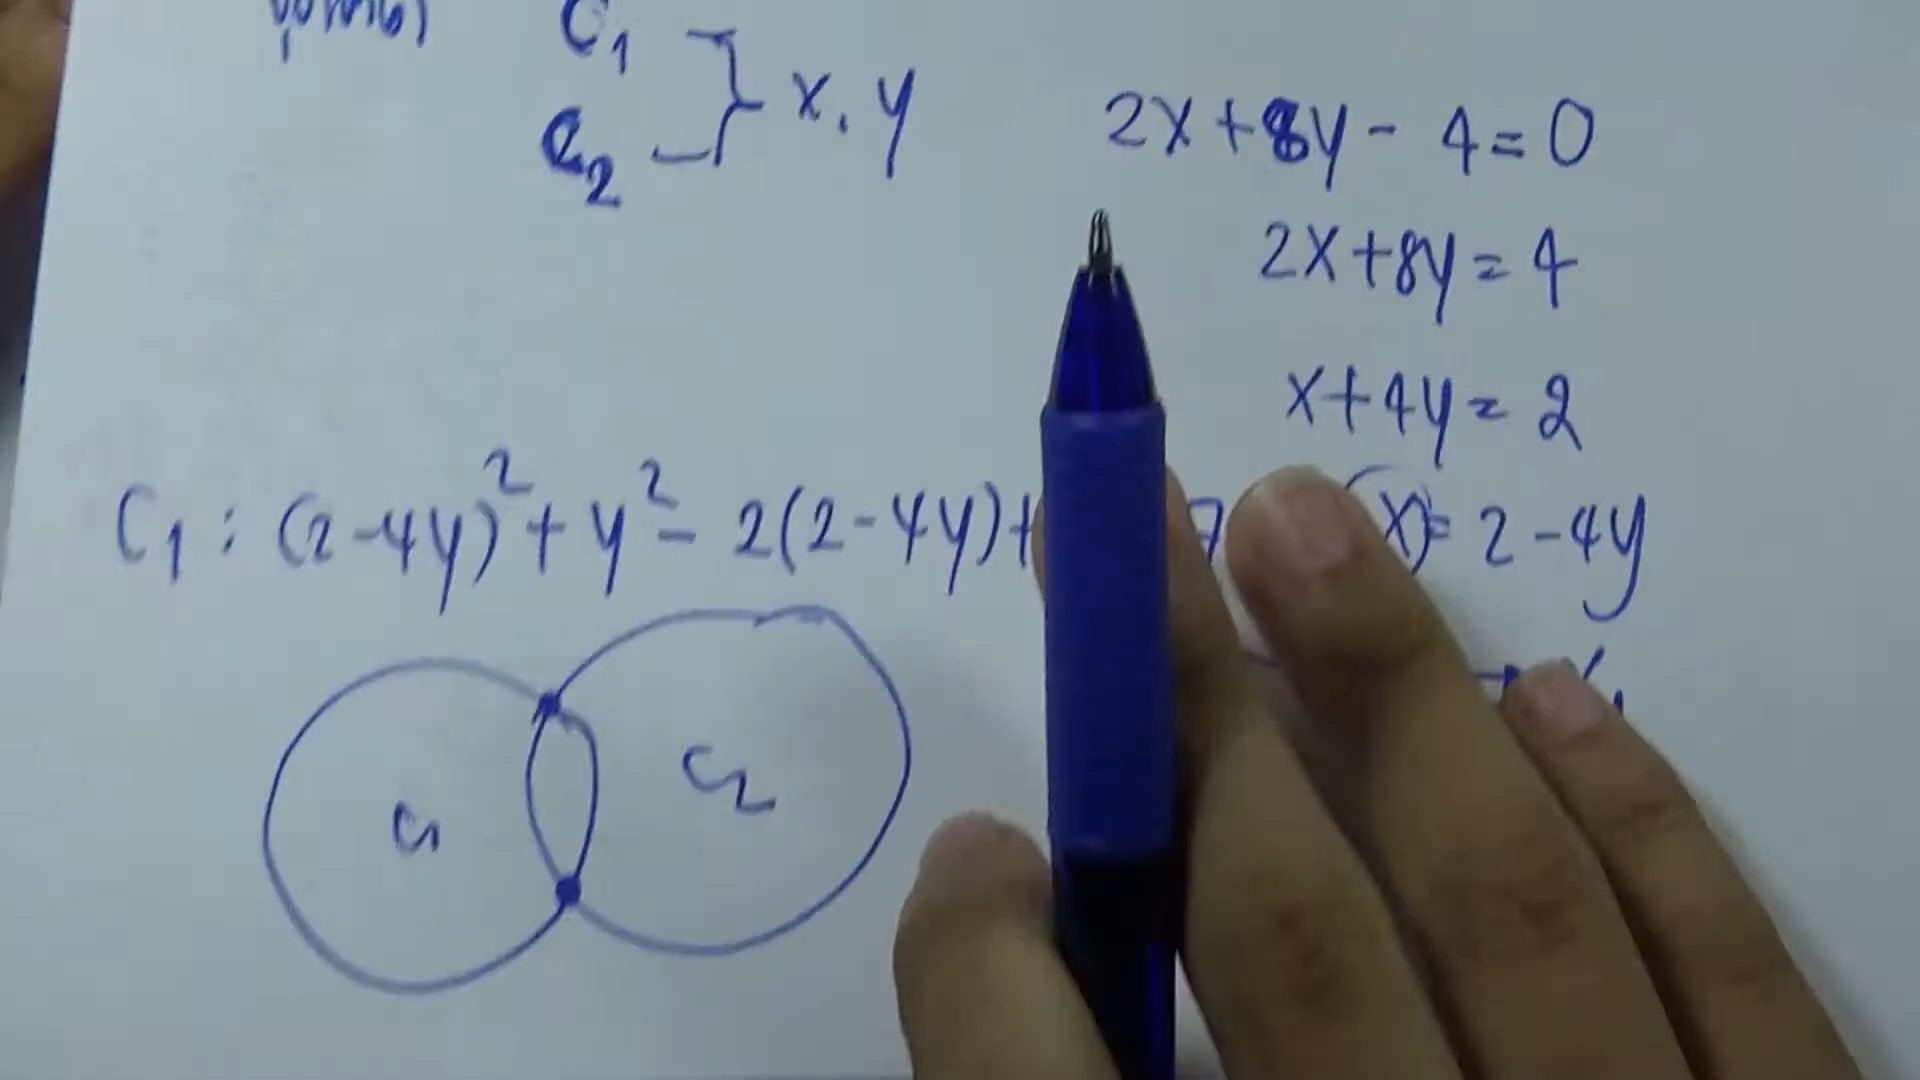 C₁
C₂ } x, y
2x + 8y - 4 = 0
2x + 8y = 4
x + 4y = 2
x = 2 - 4y
C₁ : (2 - 4y)² + y² - 2(2 - 4y) + 7
C₁
C₂